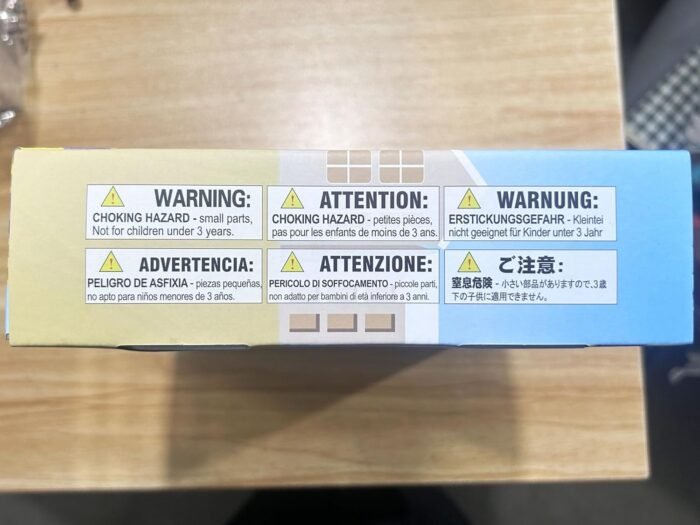 WARNING:
CHOKING HAZARD - small parts,
Not for children under 3 years.
ATTENTION:
CHOKING HAZARD - petites pièces,
pas pour les enfants de moins de 3 ans.
WARNUNG:
ERSTICKUNGSGEFAHR - Kleintei
nicht geeignet für Kinder unter 3 Jahr
ADVERTENCIA:
PELIGRO DE ASFIXIA - piezas pequeñas,
no apto para niños menores de 3 años.
ATTENZIONE:
PERICOLO DI SOFFOCAMENTO - piccole parti,
non adatto per bambini di età inferiore a 3 anni.
ご注意:
窒息危険 - 小さい部品がありますので、3歳
下の子供に適用できません。